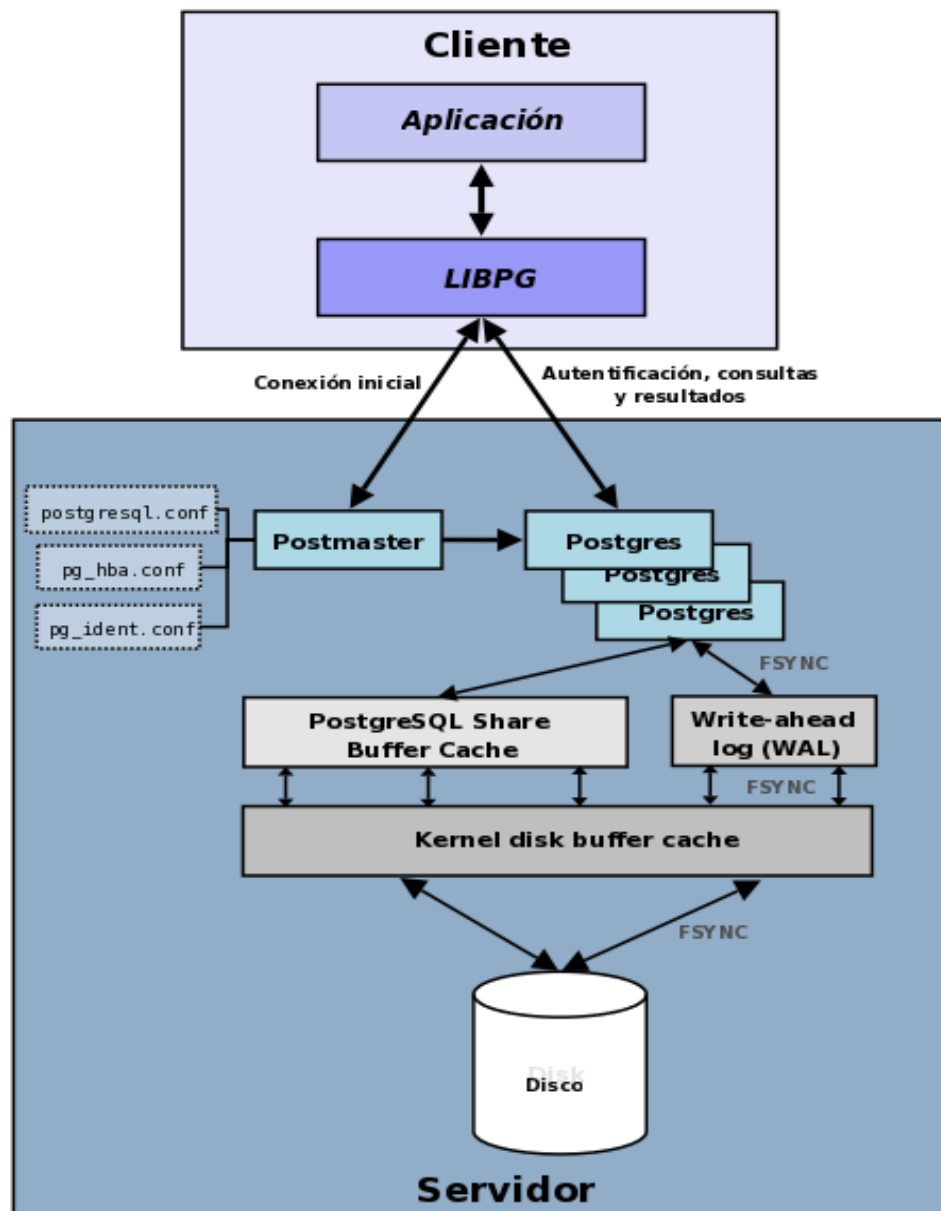 Cliente
Aplicación
LIBPG
Conexión inicial
Autentificación, consultas
y resultados
postgresql.conf
pg_hba.conf
pg_ident.conf
Postmaster
Postgres
Postgres
Postgres
FSYNC
PostgreSQL Share
Buffer Cache
Write-ahead
log (WAL)
FSYNC
Kernel disk buffer cache
FSYNC
Disk
Disco
Servidor